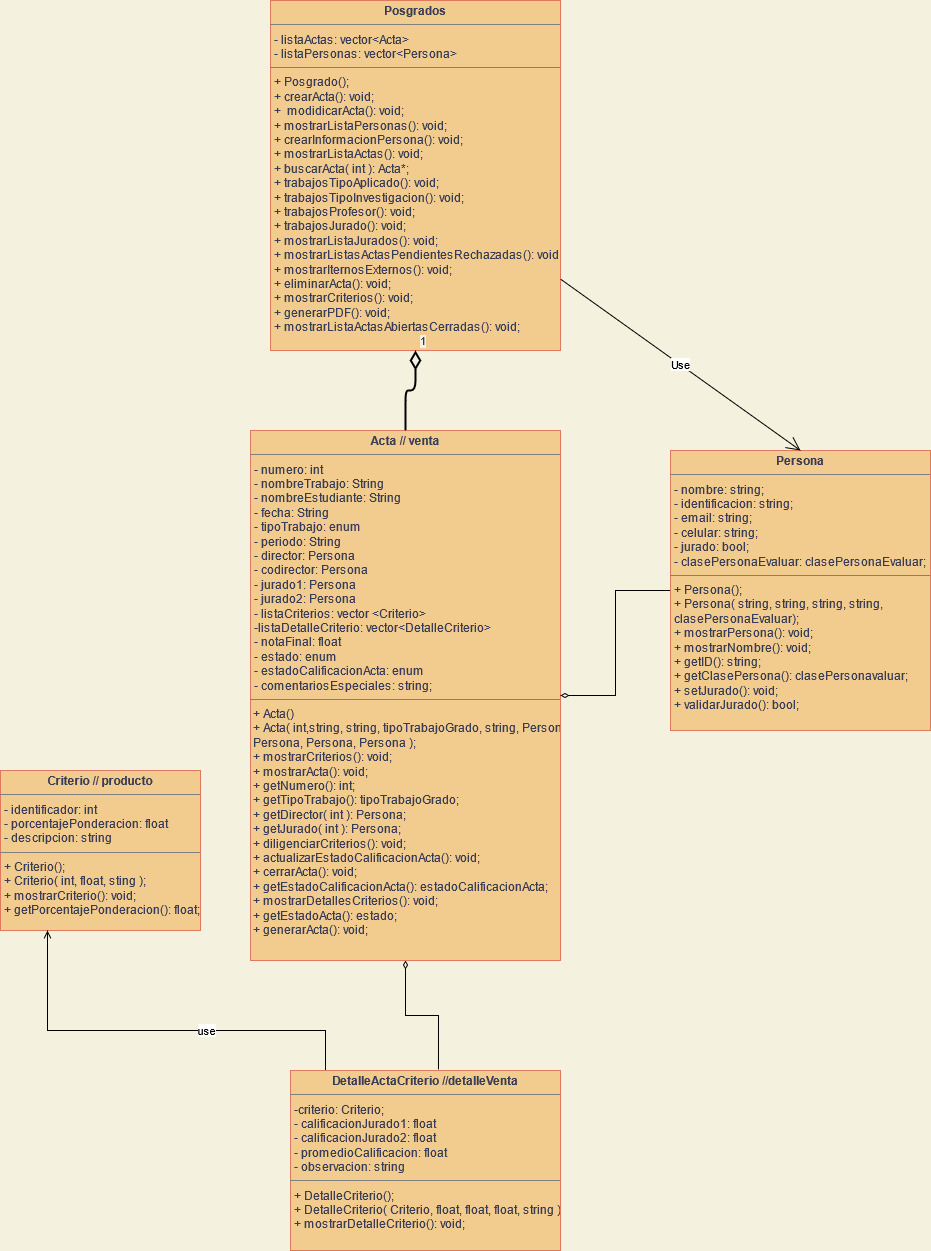 Posgrados
- listaActas: vector<Acta>
- listaPersonas: vector<Persona>
+ Posgrado();
+ crearActa(): void;
+ modidicarActa(): void;
+ mostrarListaPersonas(): void;
+ crearInformacionPersona(): void;
+ mostrarListaActas(): void;
+ buscarActa( int ): Acta*;
+ trabajosTipoAplicado(): void;
+ trabajosTipoInvestigacion(): void;
+ trabajosProfesor(): void;
+ trabajosJurado(): void;
+ mostrarListaJurados(): void;
+ mostrarListasActasPendientesRechazadas(): void
+ mostrarIternosExternos(): void;
+ eliminarActa(): void;
+ mostrarCriterios(): void;
+ generarPDF(): void;
+ mostrarListaActasAbiertasCerradas(): void;
1
Use
Acta // venta
- numero: int
- nombreTrabajo: String
- nombreEstudiante: String
- fecha: String
- tipoTrabajo: enum
- periodo: String
- director: Persona
- codirector: Persona
- jurado1: Persona
- jurado2: Persona
- listaCriterios: vector <Criterio>
-listaDetalleCriterio: vector<DetalleCriterio>
- notaFinal: float
- estado: enum
- estadoCalificacionActa: enum
- comentariosEspeciales: string;
+ Acta()
+ Acta( int,string, string, tipoTrabajoGrado, string, Person
Persona, Persona, Persona );
+ mostrarCriterios(): void;
+ mostrarActa(): void;
+ getNumero(): int;
+ getTipoTrabajo(): tipoTrabajoGrado;
+ getDirector( int ): Persona;
+ getJurado( int ): Persona;
+ diligenciarCriterios(): void;
+ actualizarEstadoCalificacionActa(): void;
+ cerrarActa(): void;
+ getEstadoCalificacionActa(): estadoCalificacionActa;
+ mostrarDetallesCriterios(): void;
+ getEstadoActa(): estado;
+ generarActa(): void;
Persona
- nombre: string;
- identificacion: string;
- email: string;
- celular: string;
- jurado: bool;
- clasePersonaEvaluar: clasePersonaEvaluar;
+ Persona();
+ Persona( string, string, string, string,
clasePersonaEvaluar);
+ mostrarPersona(): void;
+ mostrarNombre(): void;
+ getID(): string;
+ getClasePersona(): clasePersonavaluar;
+ setJurado(): void;
+ validarJurado(): bool;
Criterio // producto
- identificador: int
- porcentajePonderacion: float
- descripcion: string
+ Criterio();
+ Criterio( int, float, sting );
+ mostrarCriterio(): void;
+ getPorcentajePonderacion(): float;
use
DetalleActaCriterio //detalleVenta
-criterio: Criterio;
- calificacionJurado1: float
- calificacionJurado2: float
- promedioCalificacion: float
- observacion: string
+ DetalleCriterio();
+ DetalleCriterio( Criterio, float, float, float, string )
+ mostrarDetalleCriterio(): void;